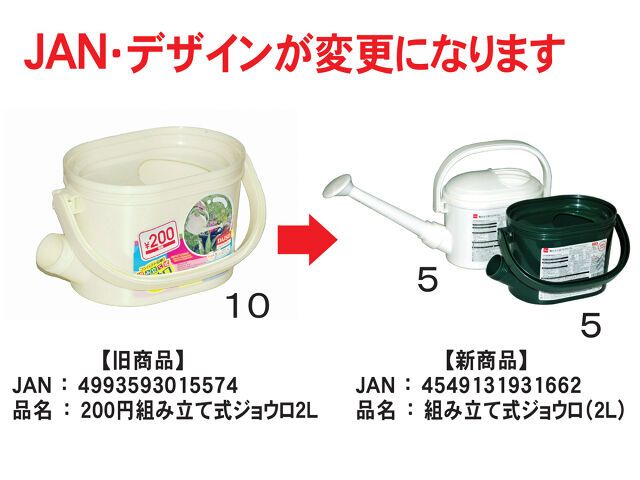 JAN・デザインが変更になります
¥200
10
5
5
【旧商品】
JAN : 4993593015574
品名 : 200円組み立て式ジョウロ2L
【新商品】
JAN : 4549131931662
品名 : 組み立て式ジョウロ(2L)